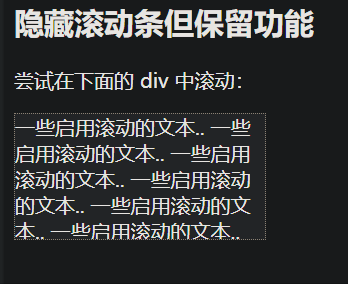 隐藏滚动条但保留功能
尝试在下面的 div 中滚动：
一些启用滚动的文本.. 一些
启用滚动的文本.. 一些启用
滚动的文本.. 一些启用滚动
的文本.. 一些启用滚动的文
本.. 一些启用滚动的文本..